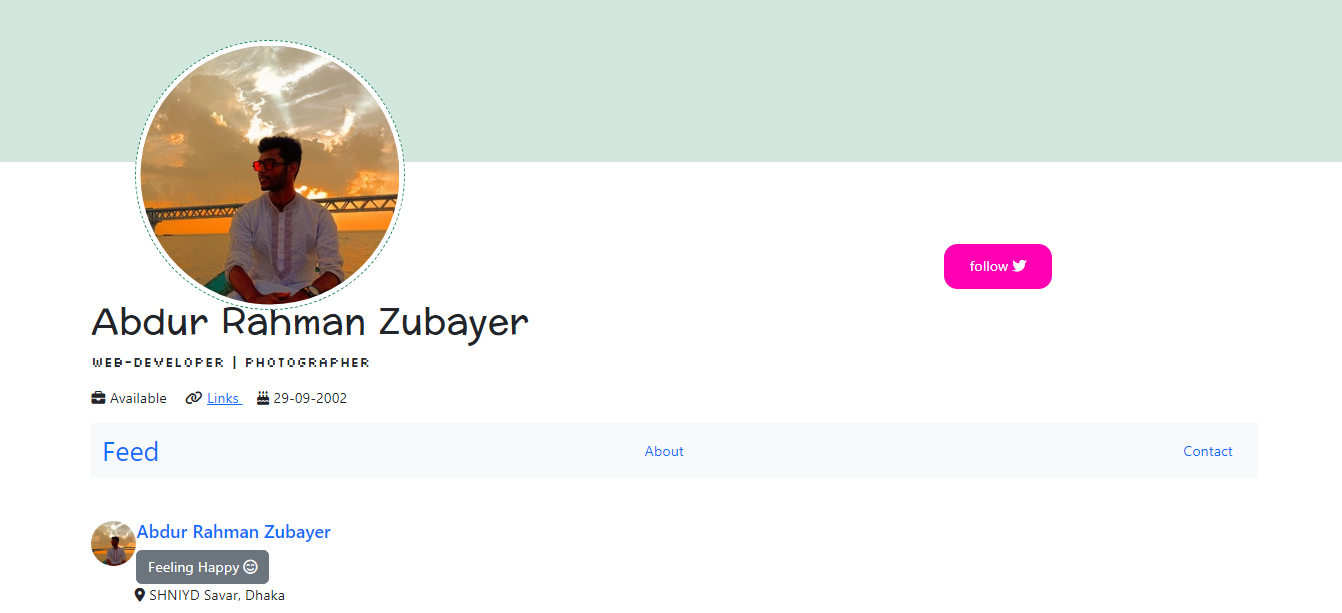 follow
Abdur Rahman Zubayer
WEB-DEVELOPER | PHOTOGRAPHER
Available Links 29-09-2002
Feed About Contact
Abdur Rahman Zubayer
Feeling Happy
SHNIYD Savar, Dhaka